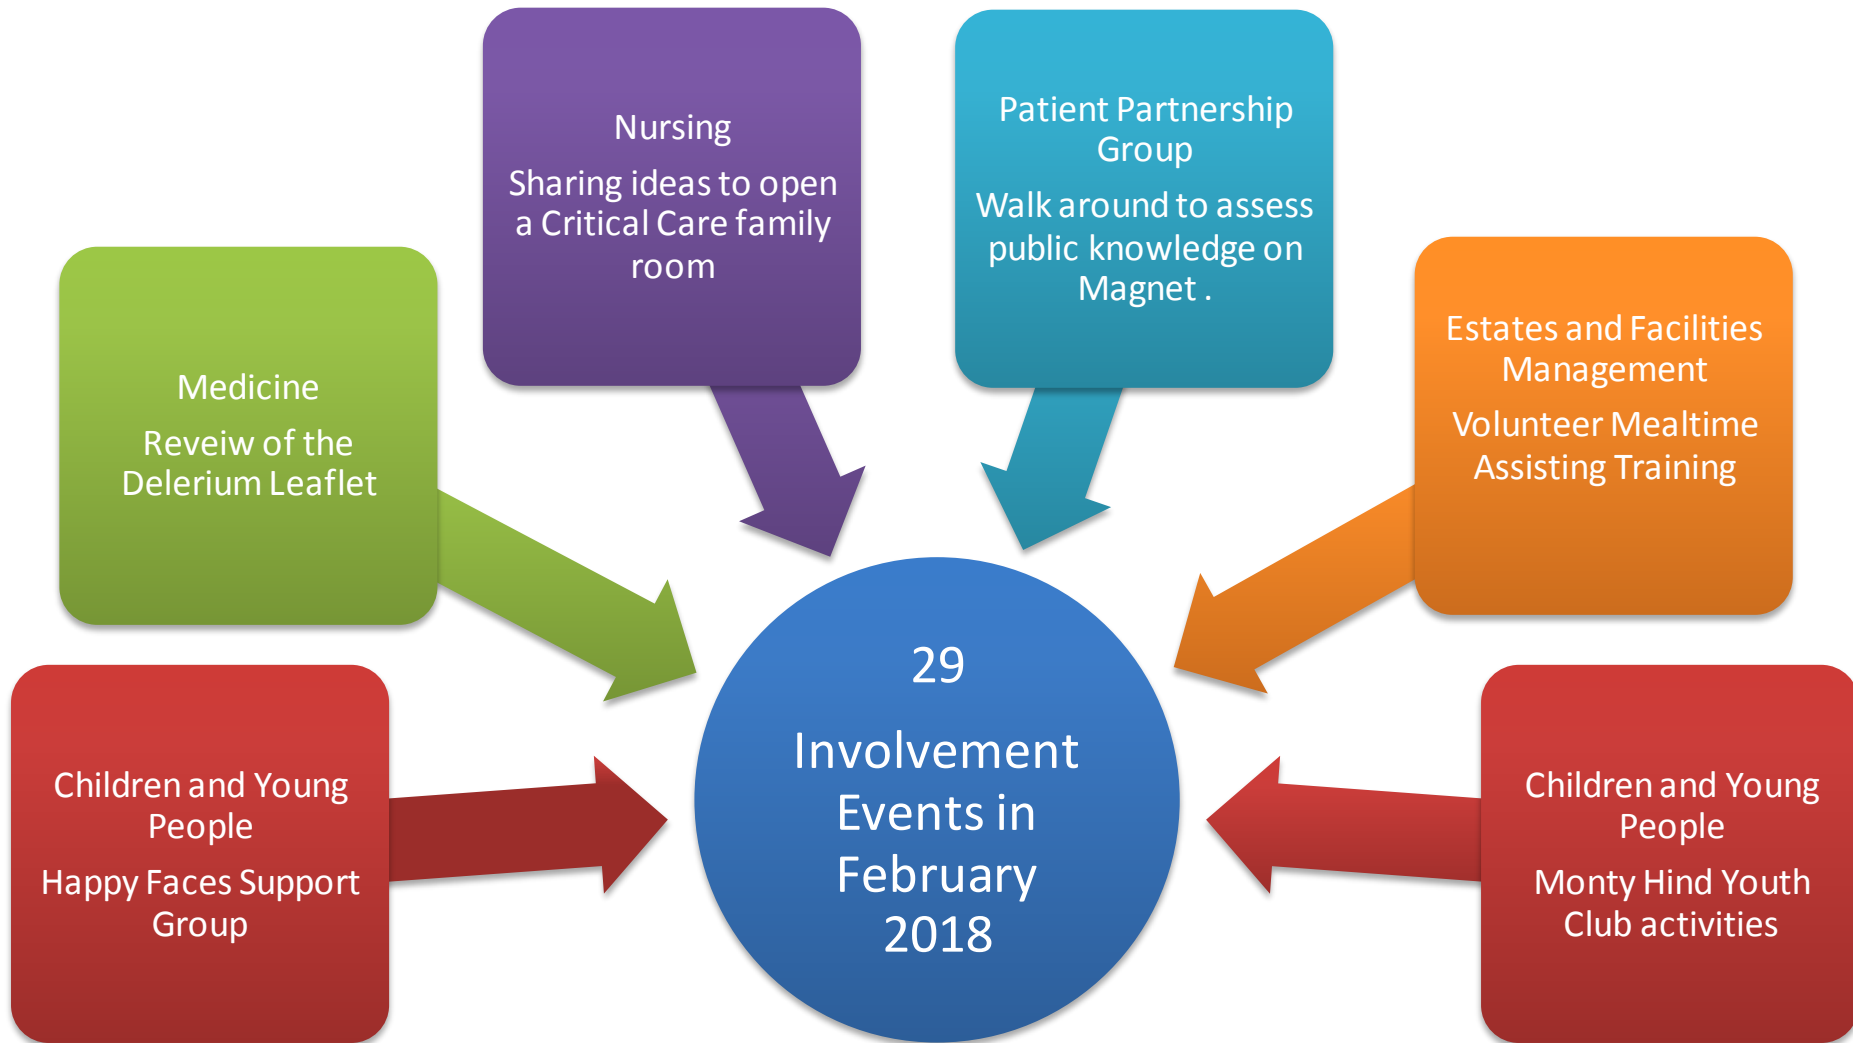 Nursing
Sharing ideas to open
a Critical Care family
room
Patient Partnership
Group
Walk around to assess
public knowledge on
Magnet .
Medicine
Reveiw of the
Delerium Leaflet
Estates and Facilities
Management
Volunteer Mealtime
Assisting Training
Children and Young
People
Happy Faces Support
Group
29
Involvement
Events in
February
2018
Children and Young
People
Monty Hind Youth
Club activities